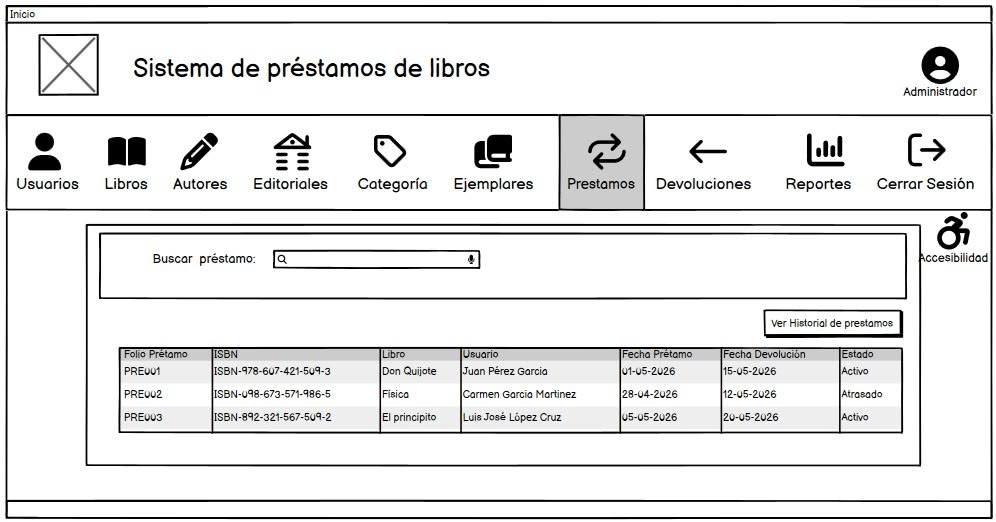 Inicio
Sistema de préstamos de libros
Administrador
Usuarios Libros Autores Editoriales Categoría Ejemplares Prestamos Devoluciones Reportes Cerrar Sesión
Accesibilidad
Buscar préstamo:
Ver Historial de prestamos
Folio Prétamo ISBN Libro Usuario Fecha Prétamo Fecha Devolución Estado
PRE001 ISBN-978-607-421-509-3 Don Quijote Juan Pérez Garcia 01-05-2026 15-05-2026 Activo
PRE002 ISBN-098-673-571-986-5 Física Carmen Garcia Martinez 28-04-2026 12-05-2026 Atrasado
PRE003 ISBN-892-321-567-509-2 El principito Luis José López Cruz 05-05-2026 20-05-2026 Activo